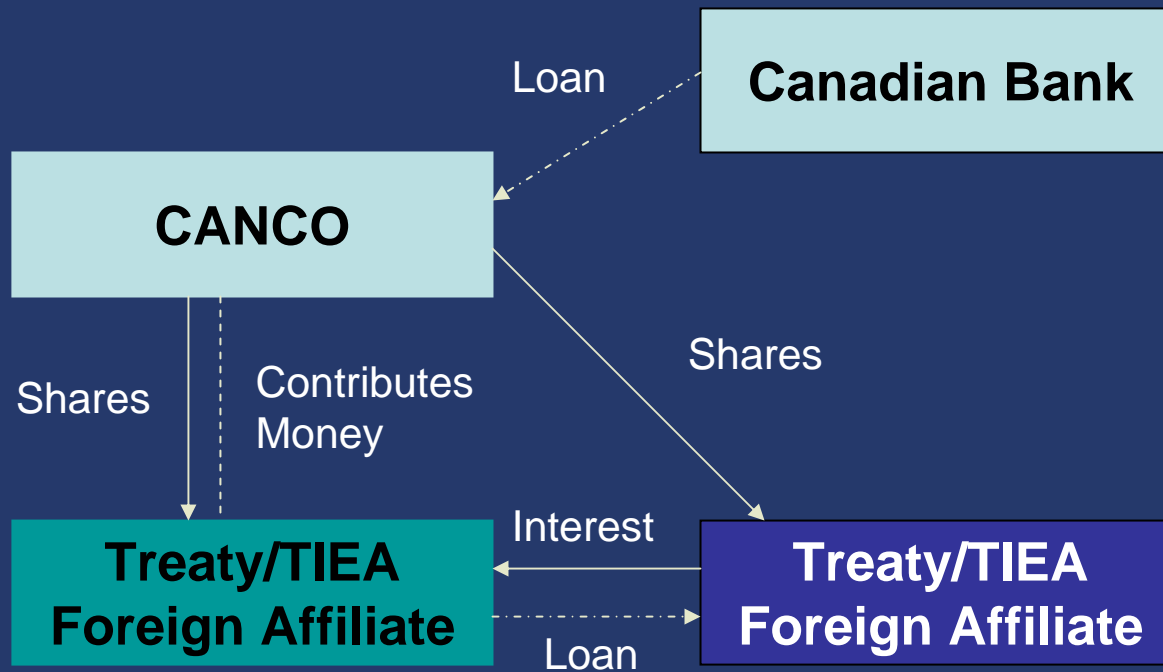 Loan
Canadian Bank
CANCO
Shares
Contributes
Money
Shares
Interest
Treaty/TIEA
Foreign Affiliate
Treaty/TIEA
Foreign Affiliate
Loan